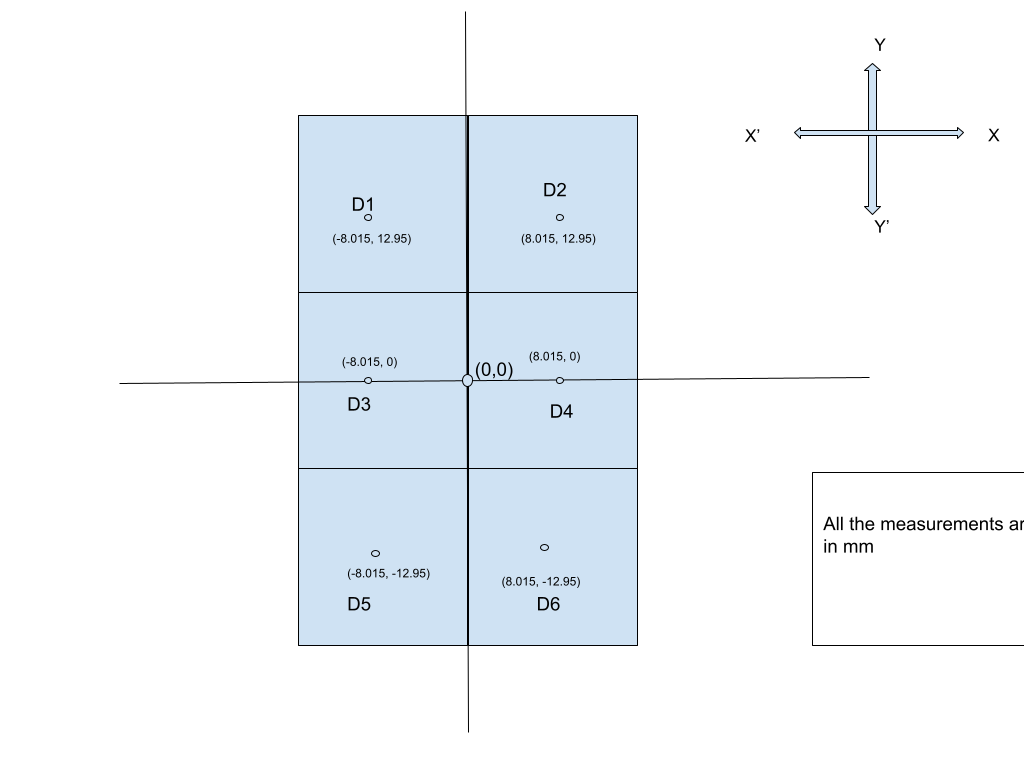 Y
X’
X
Y’
D1
D2
(-8.015, 12.95)
(8.015, 12.95)
(-8.015, 0)
(8.015, 0)
(0,0)
D3
D4
All the measurements ar
in mm
(-8.015, -12.95)
(8.015, -12.95)
D5
D6